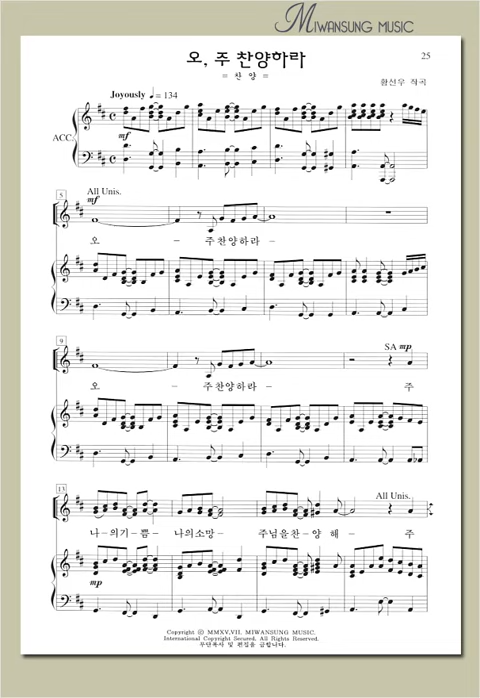 MIWANSUNG MUSIC
오, 주 찬양하라
25
= 찬 양 =
황선우 작곡
Joyously ♩ = 134
ACC.
mf
5
All Unis.
mf
오 - 주찬양하라-
9
SA mp
오 - 주찬양하라- 주
13
All Unis.
나-의기-쁨- 나의소망- 주님을찬-양 해- 주
mp
Copyright ⓒ MMXV.VII. MIWANSUNG MUSIC.
International Copyright Secured. All Rights Reserved.
무단복사 및 편집을 금합니다.